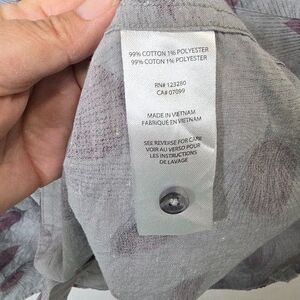 99% COTTON 1% POLYESTER
99% COTON 1% POLYESTER
RN# 123280
CA# 07099
MADE IN VIETNAM
FABRIQUÉ EN VIETNAM
SEE REVERSE FOR CARE
VOIR AU VERSO POUR
LES INSTRUCTIONS
DE LAVAGE